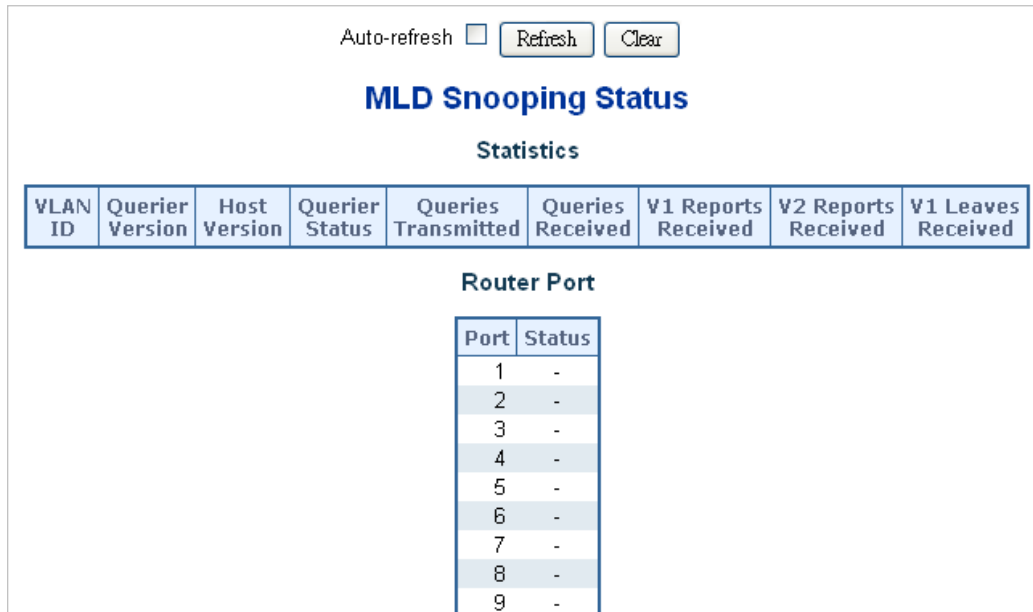 Auto-refresh Refresh Clear
MLD Snooping Status
Statistics
VLAN ID Querier Version Host Version Querier Status Queries Transmitted Queries Received V1 Reports Received V2 Reports Received V1 Leaves Received
Router Port
Port Status
1 -
2 -
3 -
4 -
5 -
6 -
7 -
8 -
9 -